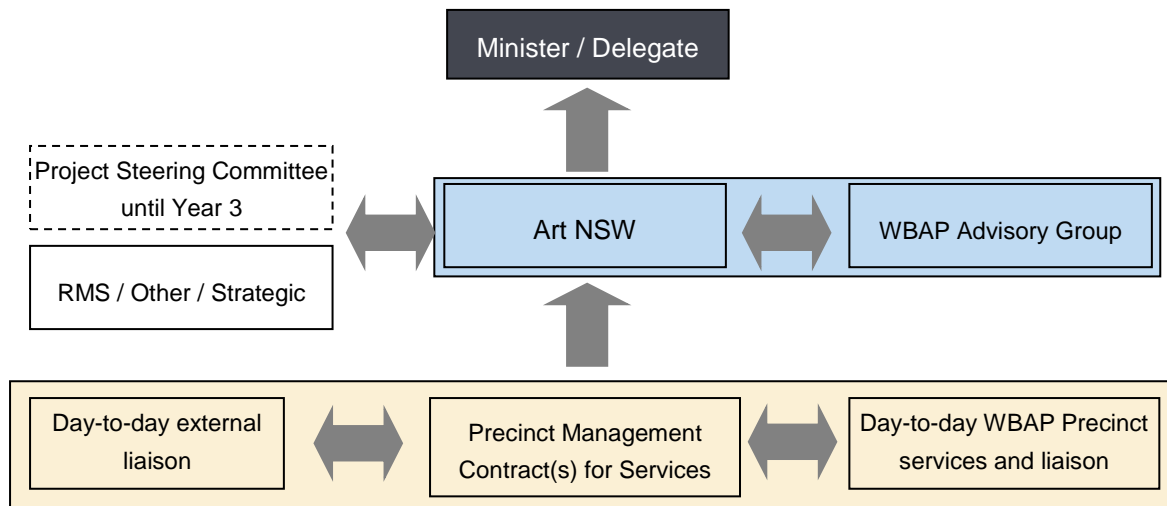 Minister / Delegate
Project Steering Committee
until Year 3
Art NSW
WBAP Advisory Group
RMS / Other / Strategic
Day-to-day external
liaison
Precinct Management
Contract(s) for Services
Day-to-day WBAP Precinct
services and liaison